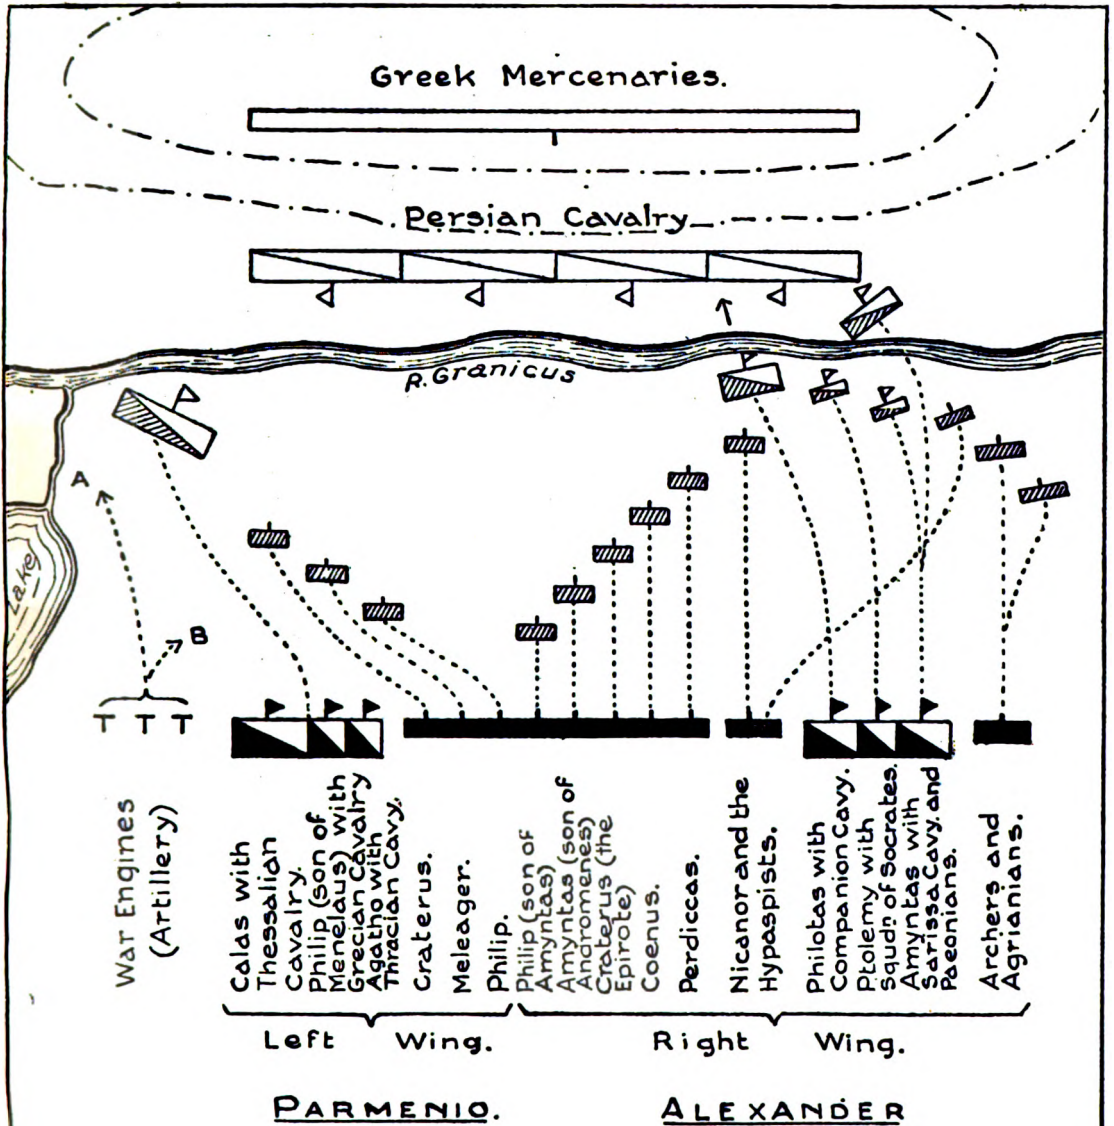 Greek Mercenaries.
Persian Cavalry
R. Granicus
A
Lake
B
T T T
War Engines
(Artillery)
Calas with
Thessalian
Cavalry.
Phillip (son of
Menelaus) with
Grecian Cavalry
Agatho with
Thracian Cavy.
Craterus.
Meleager.
Philip.
Philip (son of
Amyntas)
Amyntas (son of
Andromenes)
Craterus (the
Epirote)
Coenus.
Perdiccas.
Nicanor and the
Hypaspists.
Philotas with
Companion Cavy.
Ptolemy with
squdn of Socrates.
Amyntas with
Sarissa Cavy. and
Paeonians.
Archers and
Agrianians.
Left Wing.
Right Wing.
PARMENIO.
ALEXANDER